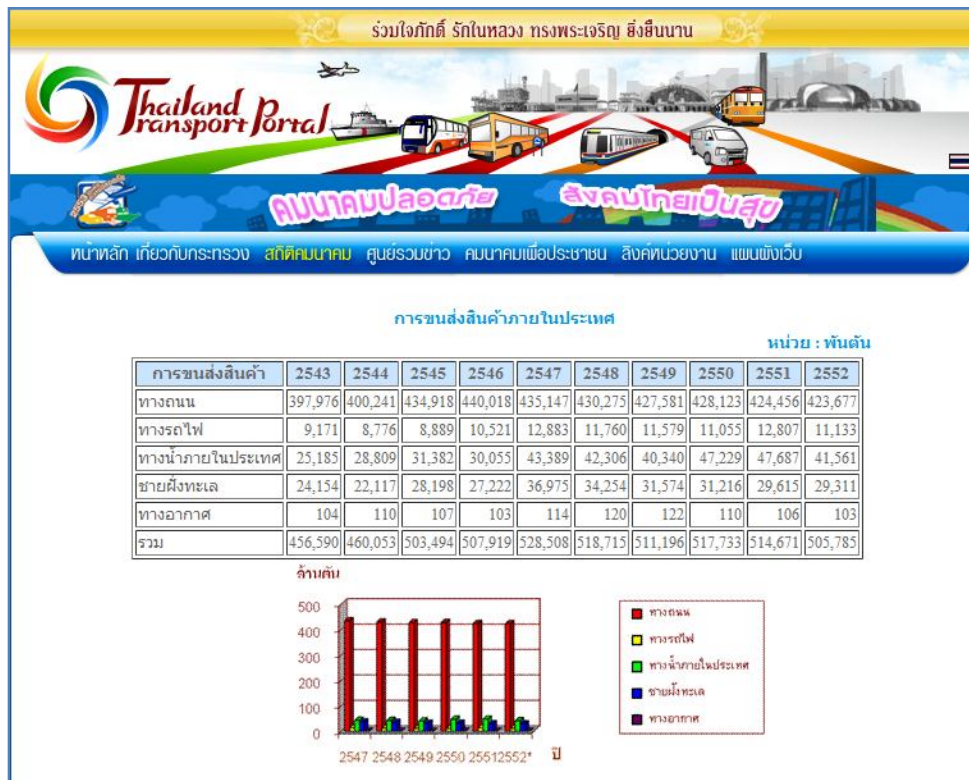 ร่วมใจภักดิ์ รักในหลวง ทรงพระเจริญ ยิ่งยืนนาน
Thailand
Transport Portal
คมนาคมปลอดภัย สังคมไทยเป็นสุข
หน้าหลัก เกี่ยวกับกระทรวง สถิติคมนาคม ศูนย์รวมข่าว คมนาคมเพื่อประชาชน ลิงค์หน่วยงาน แผนผังเว็บ
การขนส่งสินค้าภายในประเทศ
หน่วย : พันตัน
การขนส่งสินค้า 2543 2544 2545 2546 2547 2548 2549 2550 2551 2552
ทางถนน 397,976 400,241 434,918 440,018 435,147 430,275 427,581 428,123 424,456 423,677
ทางรถไฟ 9,171 8,776 8,889 10,521 12,883 11,760 11,579 11,055 12,807 11,133
ทางน้ำภายในประเทศ 25,185 28,809 31,382 30,055 43,389 42,306 40,340 47,229 47,687 41,561
ชายฝั่งทะเล 24,154 22,117 28,198 27,222 36,975 34,254 31,574 31,216 29,615 29,311
ทางอากาศ 104 110 107 103 114 120 122 110 106 103
รวม 456,590 460,053 503,494 507,919 528,508 518,715 511,196 517,733 514,671 505,785
ล้านตัน
500
400
300
200
100
0
2547 2548 2549 2550 2551 2552* ปี
ทางถนน
ทางรถไฟ
ทางน้ำภายในประเทศ
ชายฝั่งทะเล
ทางอากาศ